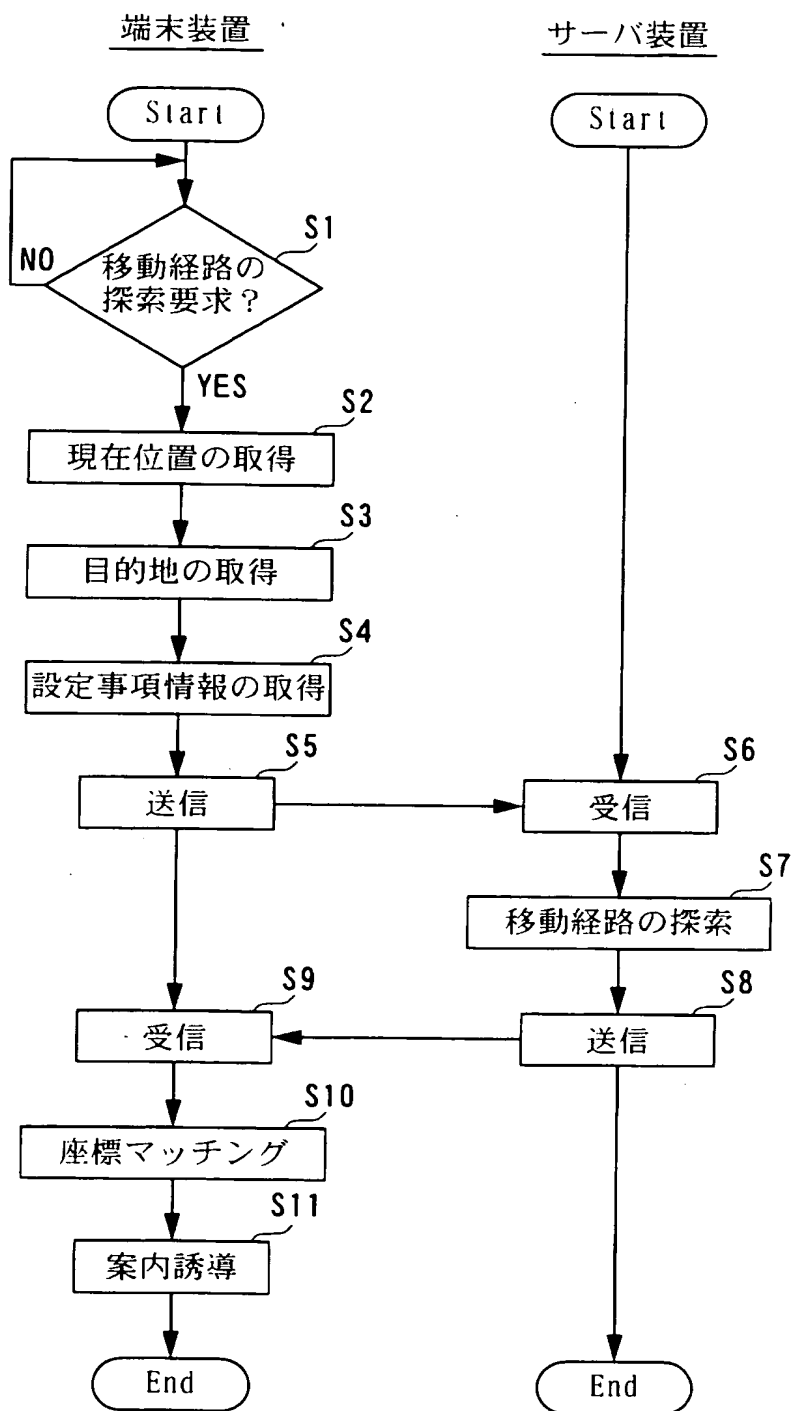 端末装置
サーバ装置
Start
Start
S1
移動経路の
探索要求？
NO
YES
S2
現在位置の取得
S3
目的地の取得
S4
設定事項情報の取得
S5
送信
S6
受信
S7
移動経路の探索
S8
送信
S9
受信
S10
座標マッチング
S11
案内誘導
End
End